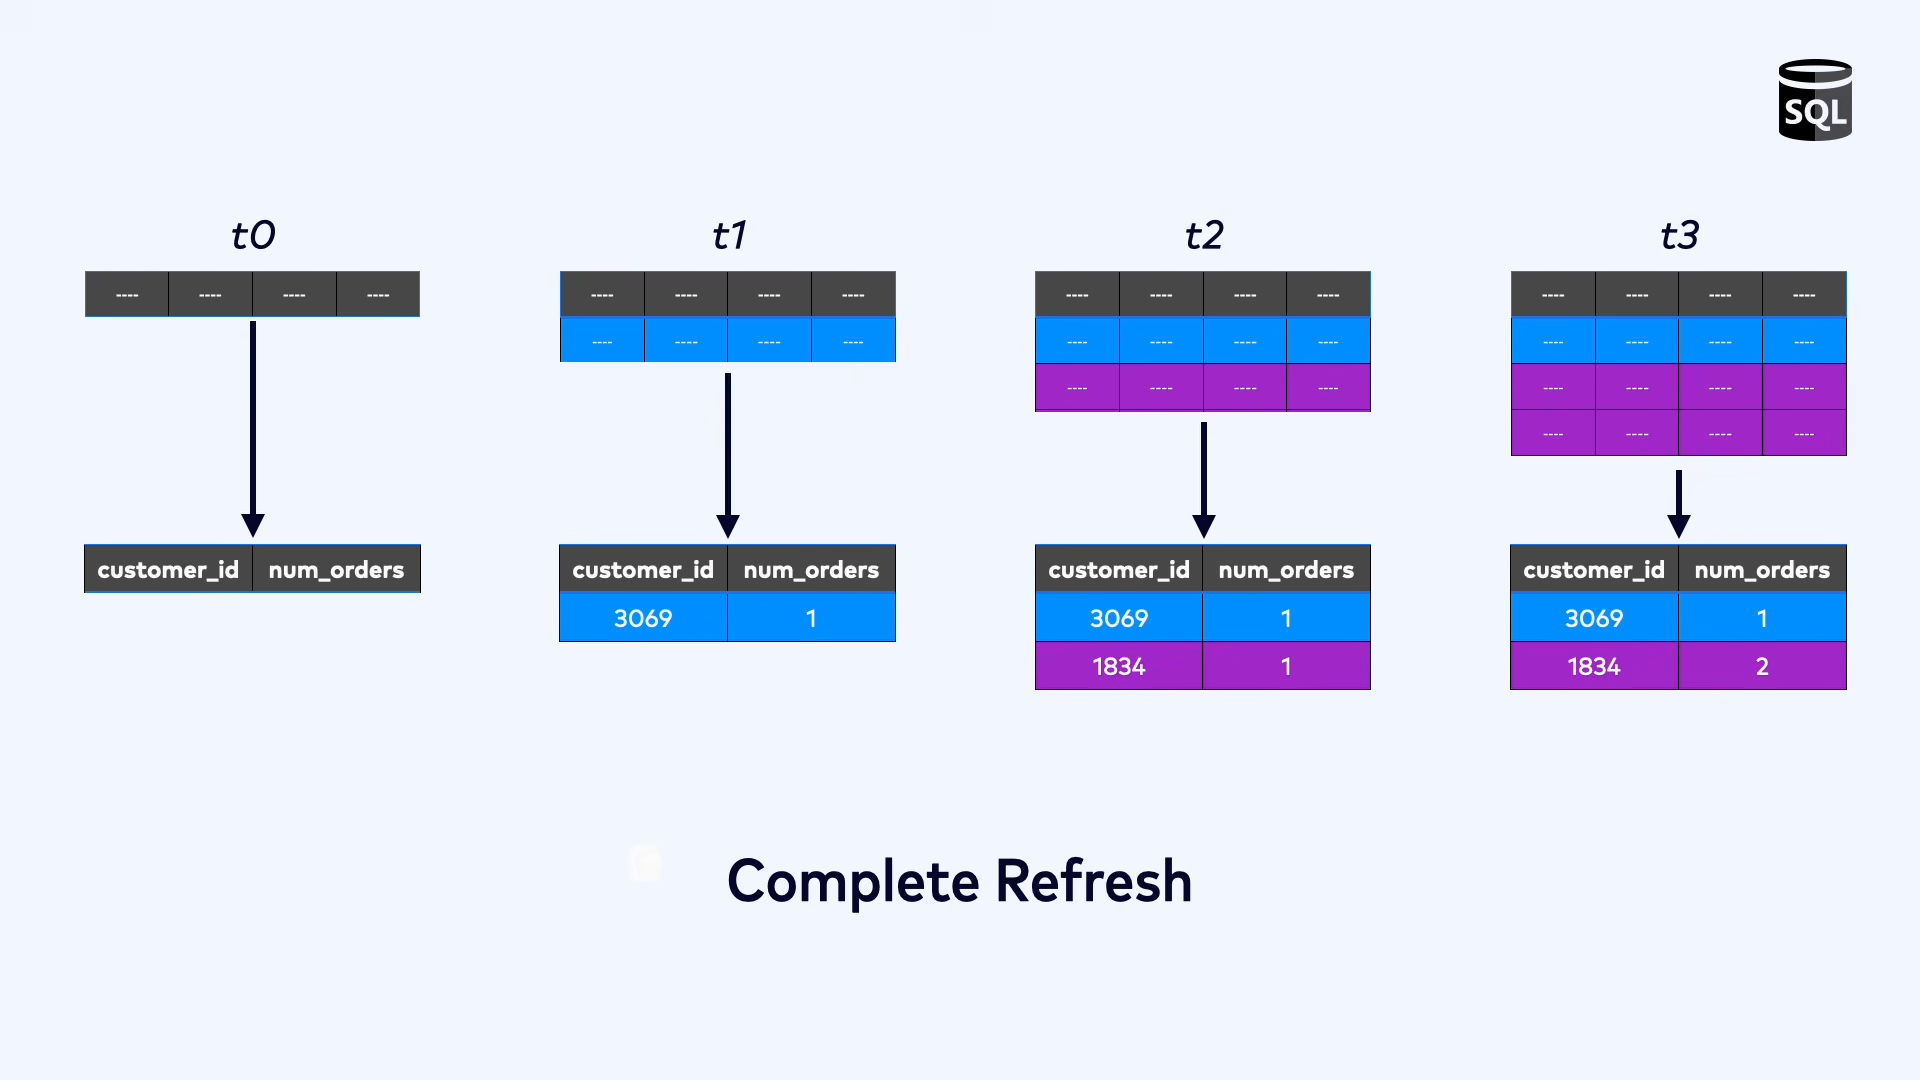 SQL
t0
---- ---- ---- ----
customer_id num_orders
t1
---- ---- ---- ----
---- ---- ---- ----
customer_id num_orders
3069 1
t2
---- ---- ---- ----
---- ---- ---- ----
---- ---- ---- ----
customer_id num_orders
3069 1
1834 1
t3
---- ---- ---- ----
---- ---- ---- ----
---- ---- ---- ----
---- ---- ---- ----
customer_id num_orders
3069 1
1834 2
Complete Refresh